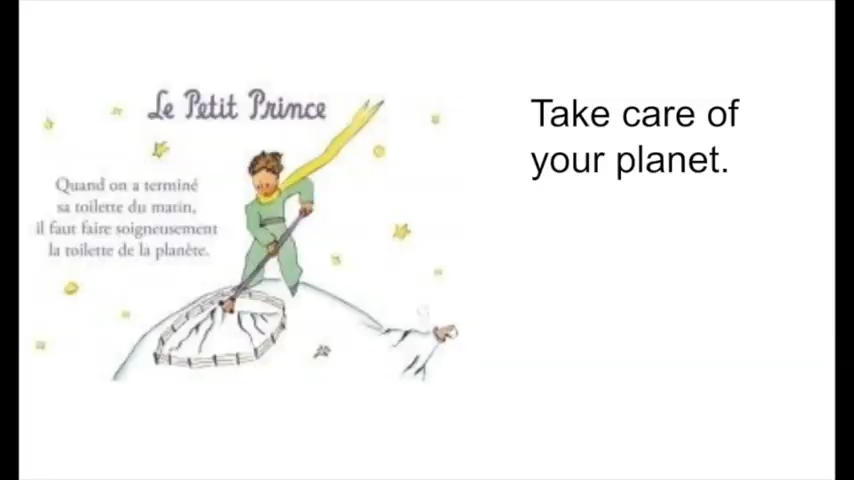 Le Petit Prince
Quand on a terminé
sa toilette du matin,
il faut faire soigneusement
la toilette de la planète.
Take care of
your planet.